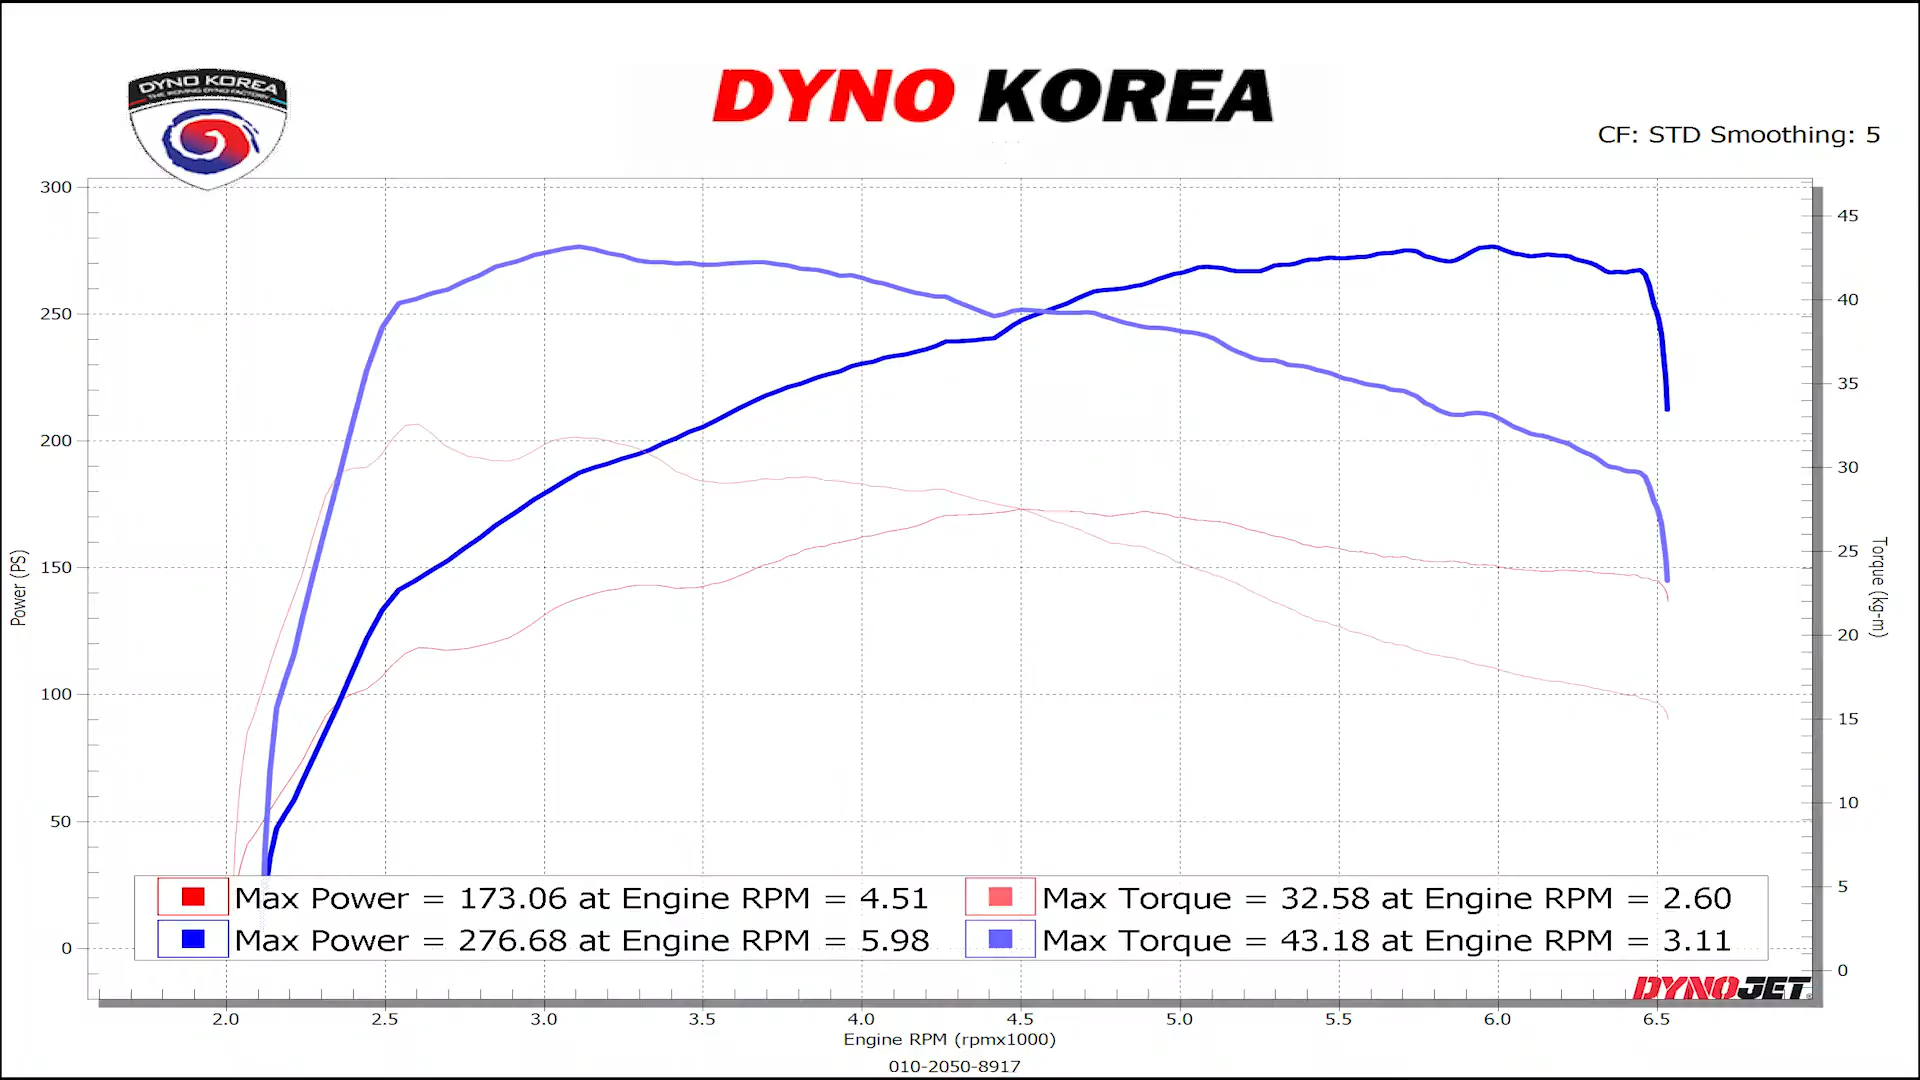 DYNO KOREA
THE ROVING DYNO FACTORY
DYNO KOREA
CF: STD Smoothing: 5
300
250
200
150
100
50
0
Power (PS)
45
40
35
30
25
20
15
10
5
0
Torque (kg-m)
Max Power = 173.06 at Engine RPM = 4.51
Max Torque = 32.58 at Engine RPM = 2.60
Max Power = 276.68 at Engine RPM = 5.98
Max Torque = 43.18 at Engine RPM = 3.11
DYNOJET
2.0 2.5 3.0 3.5 4.0 4.5 5.0 5.5 6.0 6.5
Engine RPM (rpmx1000)
010-2050-8917